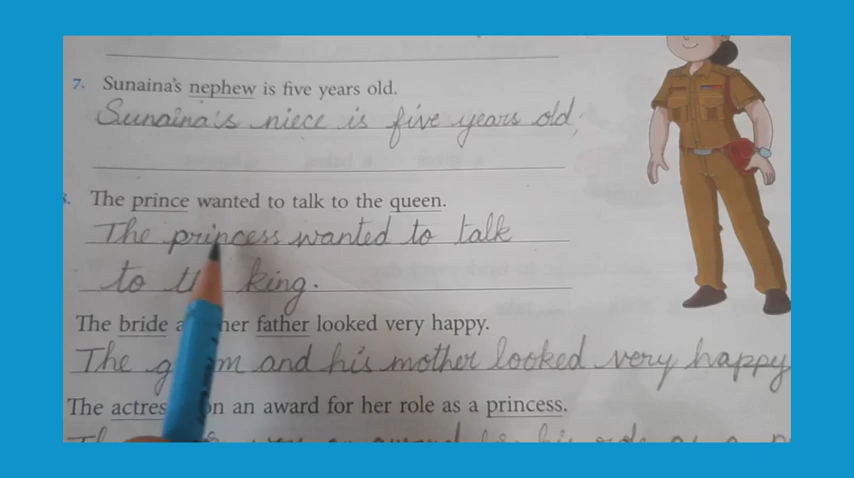 7. Sunaina's nephew is five years old.
Sunaina's niece is five years old.
The prince wanted to talk to the queen.
The princess wanted to talk
to king.
The bride her father looked very happy.
The and his mother looked very happy
The an award for her role as a princess.